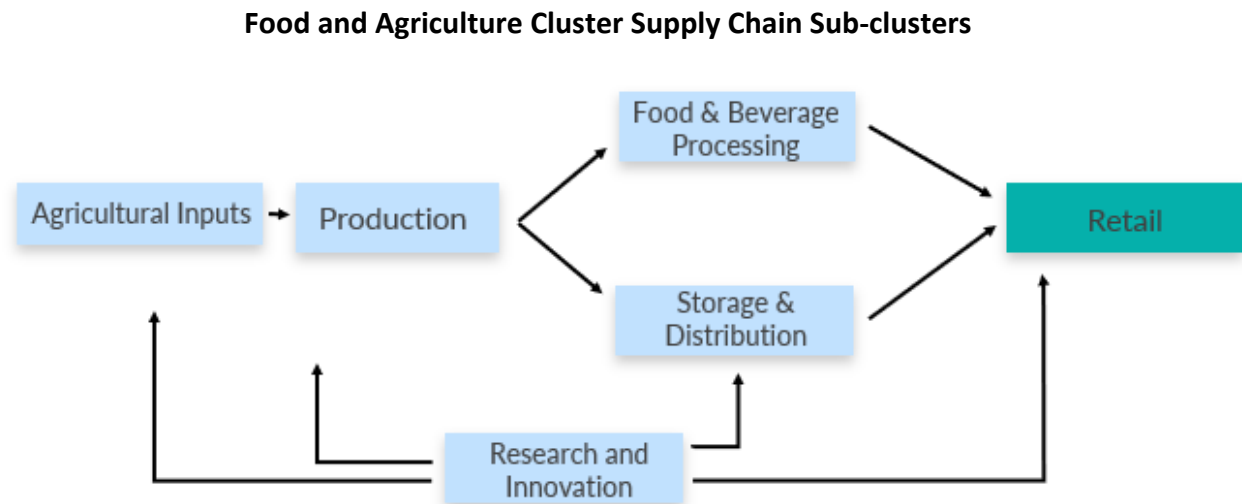 Food and Agriculture Cluster Supply Chain Sub-clusters
Food & Beverage
Processing
Agricultural Inputs
Production
Retail
Storage &
Distribution
Research and
Innovation